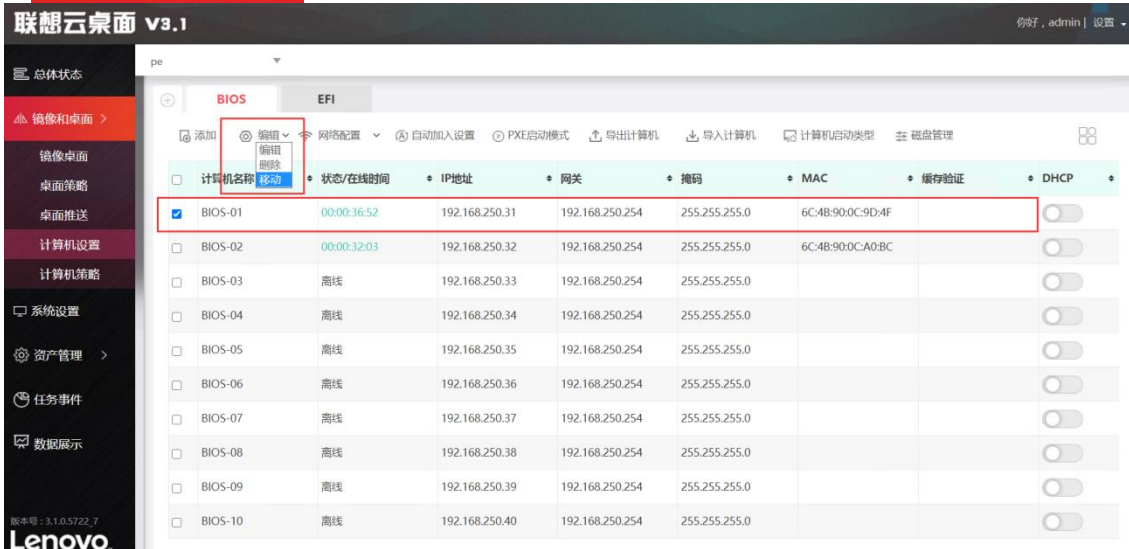 联想云桌面 V3.1
你好，admin | 设置
总体状态
镜像和桌面 >
镜像桌面
桌面策略
桌面推送
计算机设置
计算机策略
系统设置
资产管理 >
任务事件
数据展示
版本号：3.1.0.5722_7
Lenovo
pe
BIOS EFI
添加 编辑 网络配置 自动加入设置 PXE启动模式 导出计算机 导入计算机 计算机启动类型 磁盘管理
编辑
删除
移动
计算机名称 状态/在线时间 IP地址 网关 掩码 MAC 缓存验证 DHCP
BIOS-01 00:00:36:52 192.168.250.31 192.168.250.254 255.255.255.0 6C:4B:90:0C:9D:4F
BIOS-02 00:00:32:03 192.168.250.32 192.168.250.254 255.255.255.0 6C:4B:90:0C:A0:BC
BIOS-03 离线 192.168.250.33 192.168.250.254 255.255.255.0
BIOS-04 离线 192.168.250.34 192.168.250.254 255.255.255.0
BIOS-05 离线 192.168.250.35 192.168.250.254 255.255.255.0
BIOS-06 离线 192.168.250.36 192.168.250.254 255.255.255.0
BIOS-07 离线 192.168.250.37 192.168.250.254 255.255.255.0
BIOS-08 离线 192.168.250.38 192.168.250.254 255.255.255.0
BIOS-09 离线 192.168.250.39 192.168.250.254 255.255.255.0
BIOS-10 离线 192.168.250.40 192.168.250.254 255.255.255.0